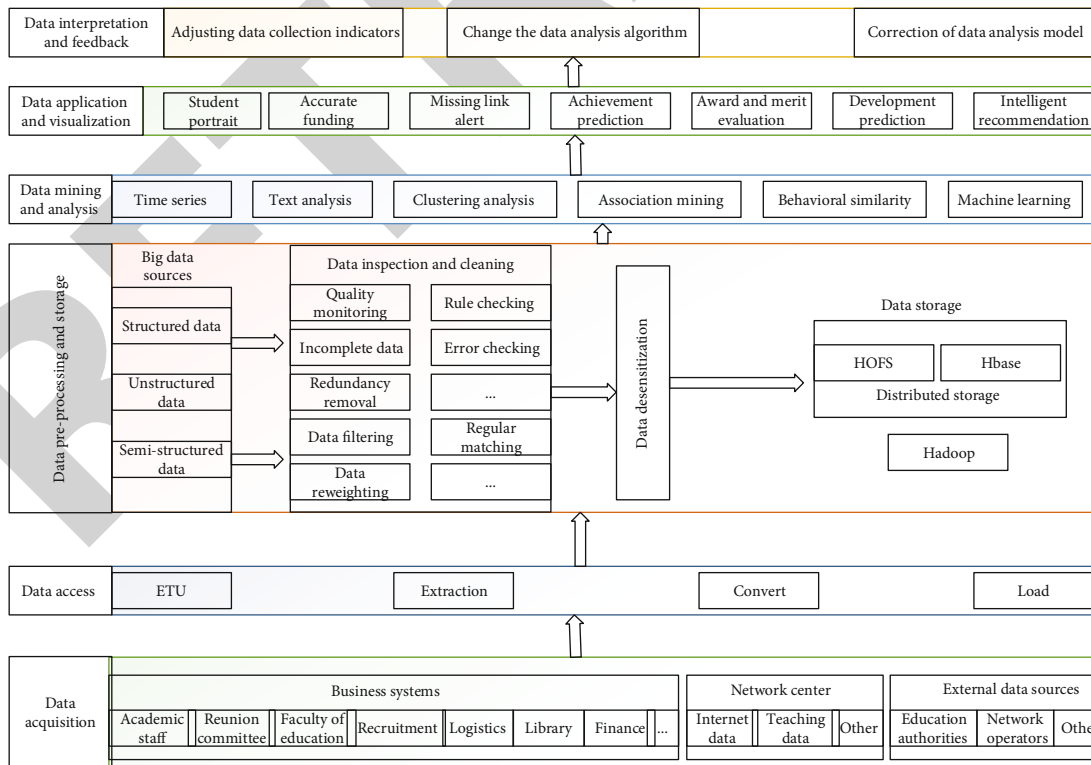 Data interpretation
and feedback
Adjusting data collection indicators
Change the data analysis algorithm
Correction of data analysis model
Data application
and visualization
Student
portrait
Accurate
funding
Missing link
alert
Achievement
prediction
Award and merit
evaluation
Development
prediction
Intelligent
recommendation
Data mining
and analysis
Time series
Text analysis
Clustering analysis
Association mining
Behavioral similarity
Machine learning
Data pre-processing and storage
Big data
sources
Structured data
Unstructured
data
Semi-structured
data
Data inspection and cleaning
Quality
monitoring
Rule checking
Incomplete data
Error checking
Redundancy
removal
...
Data filtering
Regular
matching
Data
reweighting
...
Data desensitization
Data storage
HOFS
Hbase
Distributed storage
Hadoop
Data access
ETU
Extraction
Convert
Load
Data
acquisition
Business systems
Academic
staff
Reunion
committee
Faculty of
education
Recruitment
Logistics
Library
Finance
...
Network center
Internet
data
Teaching
data
Other
External data sources
Education
authorities
Network
operators
Othe
RETR